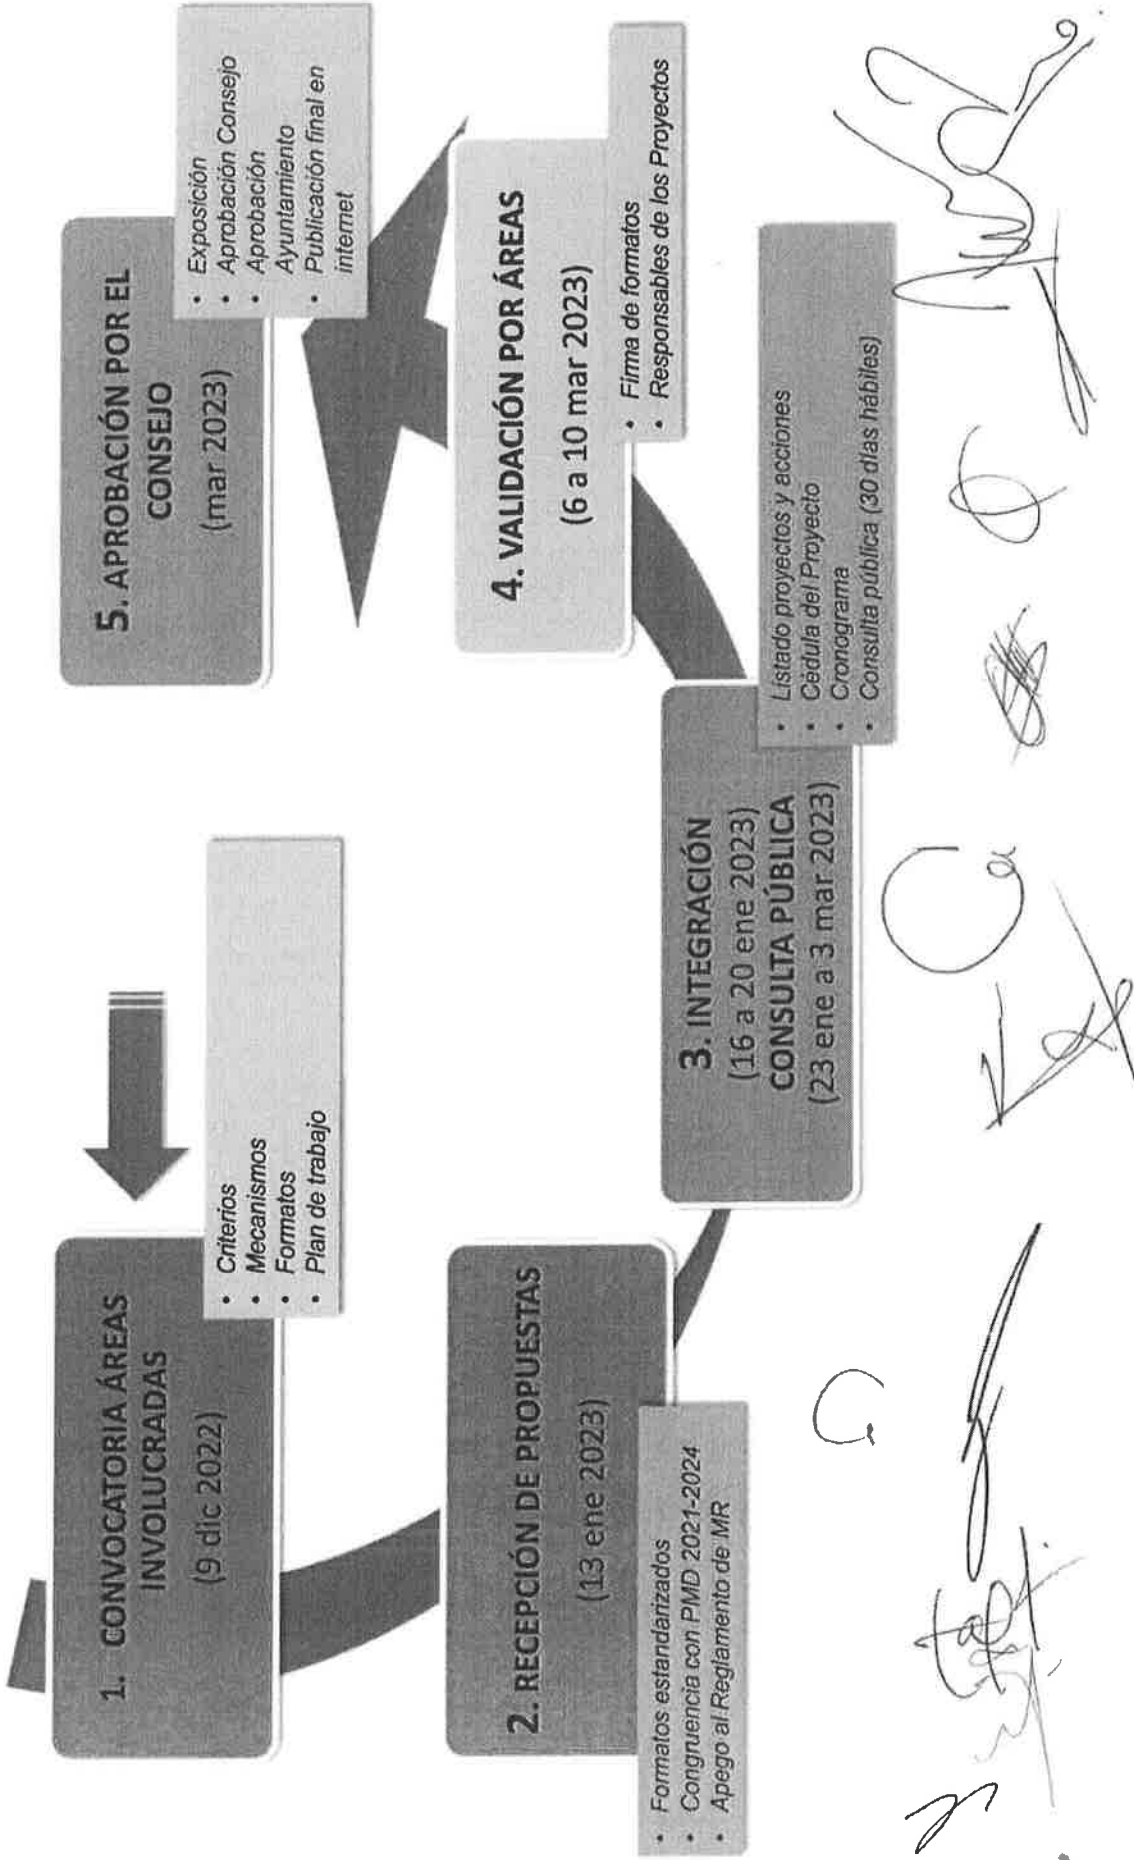 1. CONVOCATORIA ÁREAS
INVOLUCRADAS
(9 dic 2022)
• Criterios
• Mecanismos
• Formatos
• Plan de trabajo
2. RECEPCIÓN DE PROPUESTAS
(13 ene 2023)
• Formatos estandarizados
• Congruencia con PMD 2021-2024
• Apego al Reglamento de MR
3. INTEGRACIÓN
(16 a 20 ene 2023)
CONSULTA PÚBLICA
(23 ene a 3 mar 2023)
• Listado proyectos y acciones
• Cédula del Proyecto
• Cronograma
• Consulta pública (30 días hábiles)
4. VALIDACIÓN POR ÁREAS
(6 a 10 mar 2023)
• Firma de formatos
• Responsables de los Proyectos
5. APROBACIÓN POR EL
CONSEJO
(mar 2023)
• Exposición
• Aprobación Consejo
• Aprobación
Ayuntamiento
• Publicación final en
internet